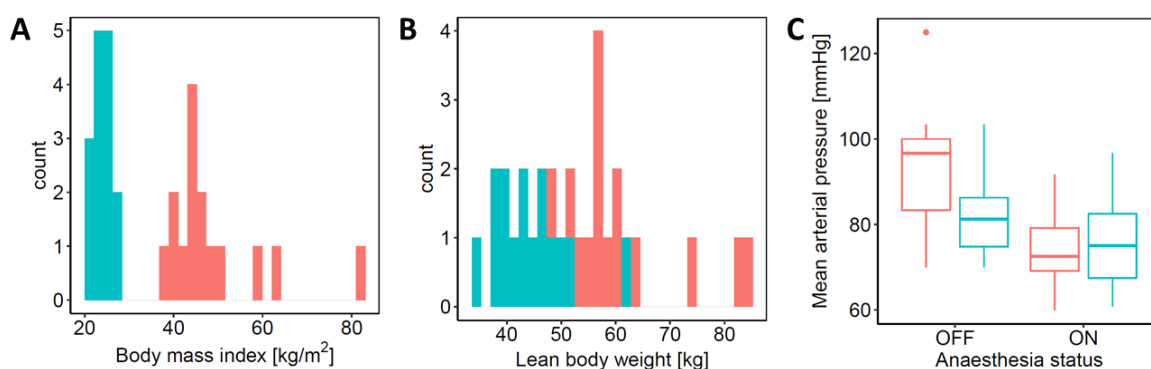 A
5
4
3
2
1
0
count
20
40
60
80
Body mass index [kg/m²]
B
4
3
2
1
0
count
40
50
60
70
80
Lean body weight [kg]
C
120
100
80
60
Mean arterial pressure [mmHg]
OFF
ON
Anaesthesia status